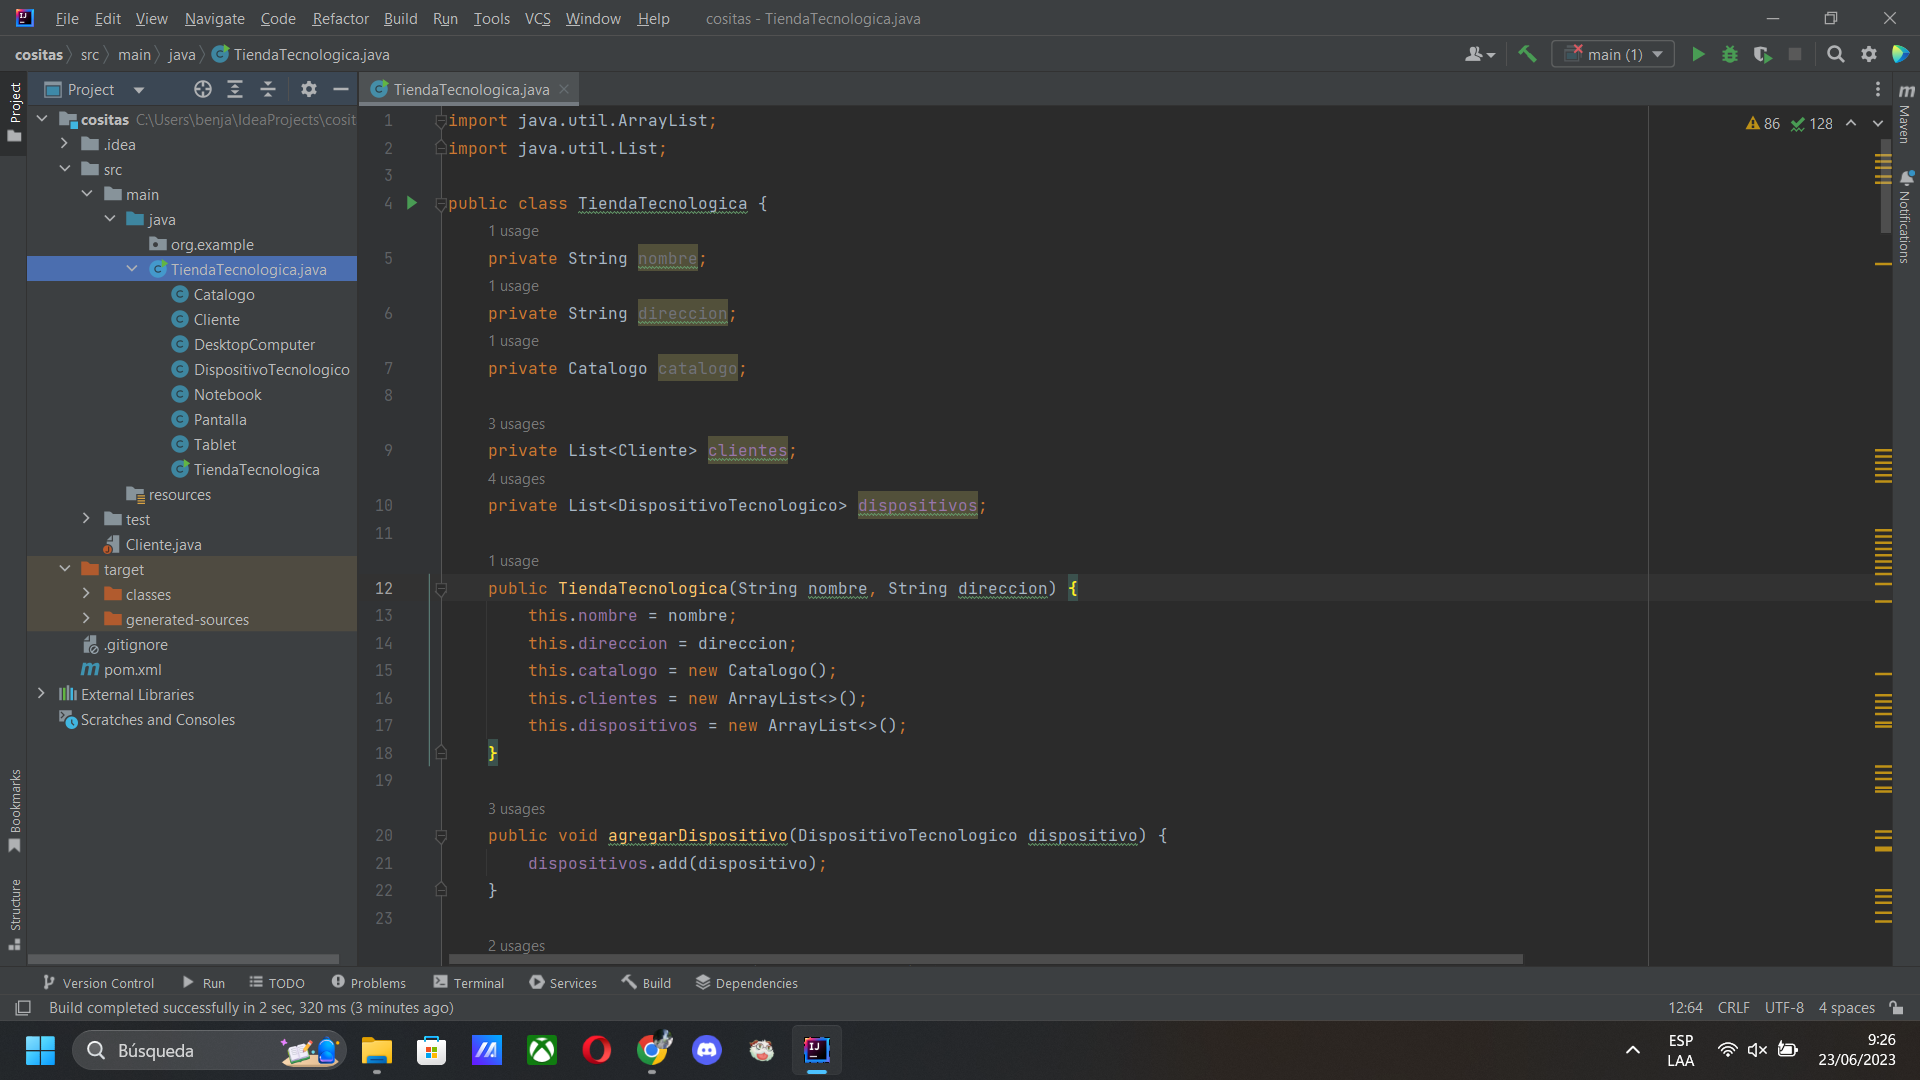 File Edit View Navigate Code Refactor Build Run Tools VCS Window Help cositas - TiendaTecnologica.java
cositas src main java TiendaTecnologica.java main (1)
Project
TiendaTecnologica.java
Project
cositas C:\Users\benja\IdeaProjects\cosit
.idea
src
main
java
org.example
TiendaTecnologica.java
Catalogo
Cliente
DesktopComputer
DispositivoTecnologico
Notebook
Pantalla
Tablet
TiendaTecnologica
resources
test
Cliente.java
target
classes
generated-sources
.gitignore
pom.xml
External Libraries
Scratches and Consoles
Bookmarks
Structure
86 128
1 import java.util.ArrayList;
2 import java.util.List;
3
4 public class TiendaTecnologica {
1 usage
5 private String nombre;
1 usage
6 private String direccion;
1 usage
7 private Catalogo catalogo;
8
3 usages
9 private List<Cliente> clientes;
4 usages
10 private List<DispositivoTecnologico> dispositivos;
11
1 usage
12 public TiendaTecnologica(String nombre, String direccion) {
13 this.nombre = nombre;
14 this.direccion = direccion;
15 this.catalogo = new Catalogo();
16 this.clientes = new ArrayList<>();
17 this.dispositivos = new ArrayList<>();
18 }
19
3 usages
20 public void agregarDispositivo(DispositivoTecnologico dispositivo) {
21 dispositivos.add(dispositivo);
22 }
23
2 usages
Maven
Notifications
Version Control Run TODO Problems Terminal Services Build Dependencies
Build completed successfully in 2 sec, 320 ms (3 minutes ago) 12:64 CRLF UTF-8 4 spaces
Búsqueda
ESP
LAA
9:26
23/06/2023